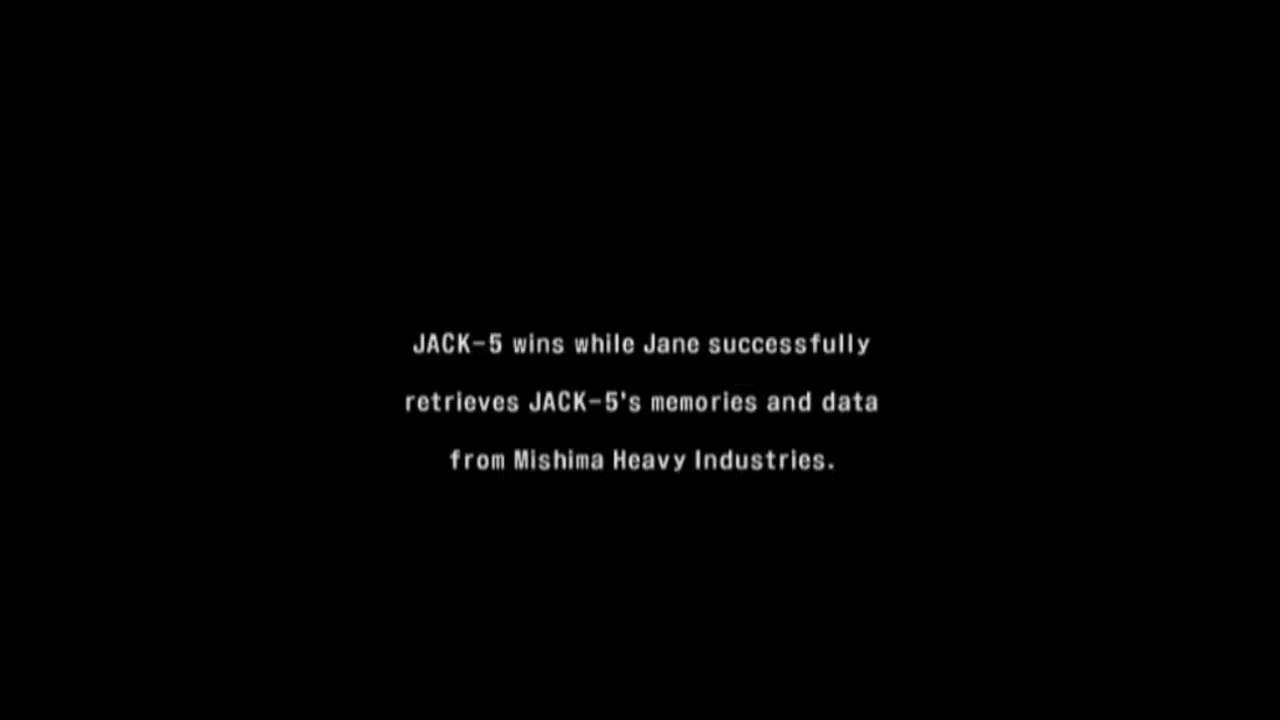 JACK-5 wins while Jane successfully
retrieves JACK-5's memories and data
from Mishima Heavy Industries.